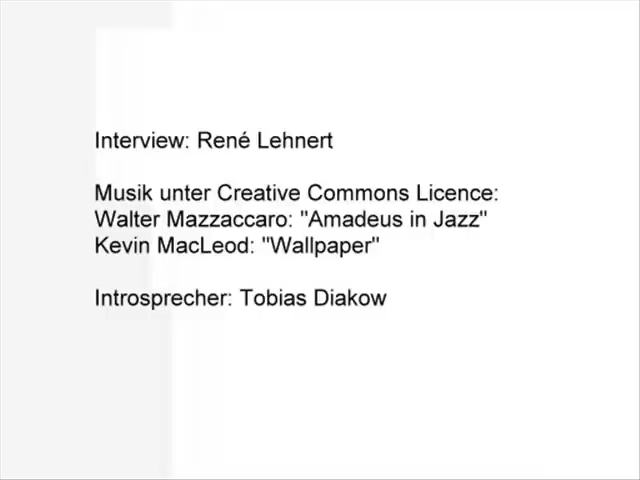 Interview: René Lehnert
Musik unter Creative Commons Licence:
Walter Mazzaccaro: "Amadeus in Jazz"
Kevin MacLeod: "Wallpaper"
Introsprecher: Tobias Diakow